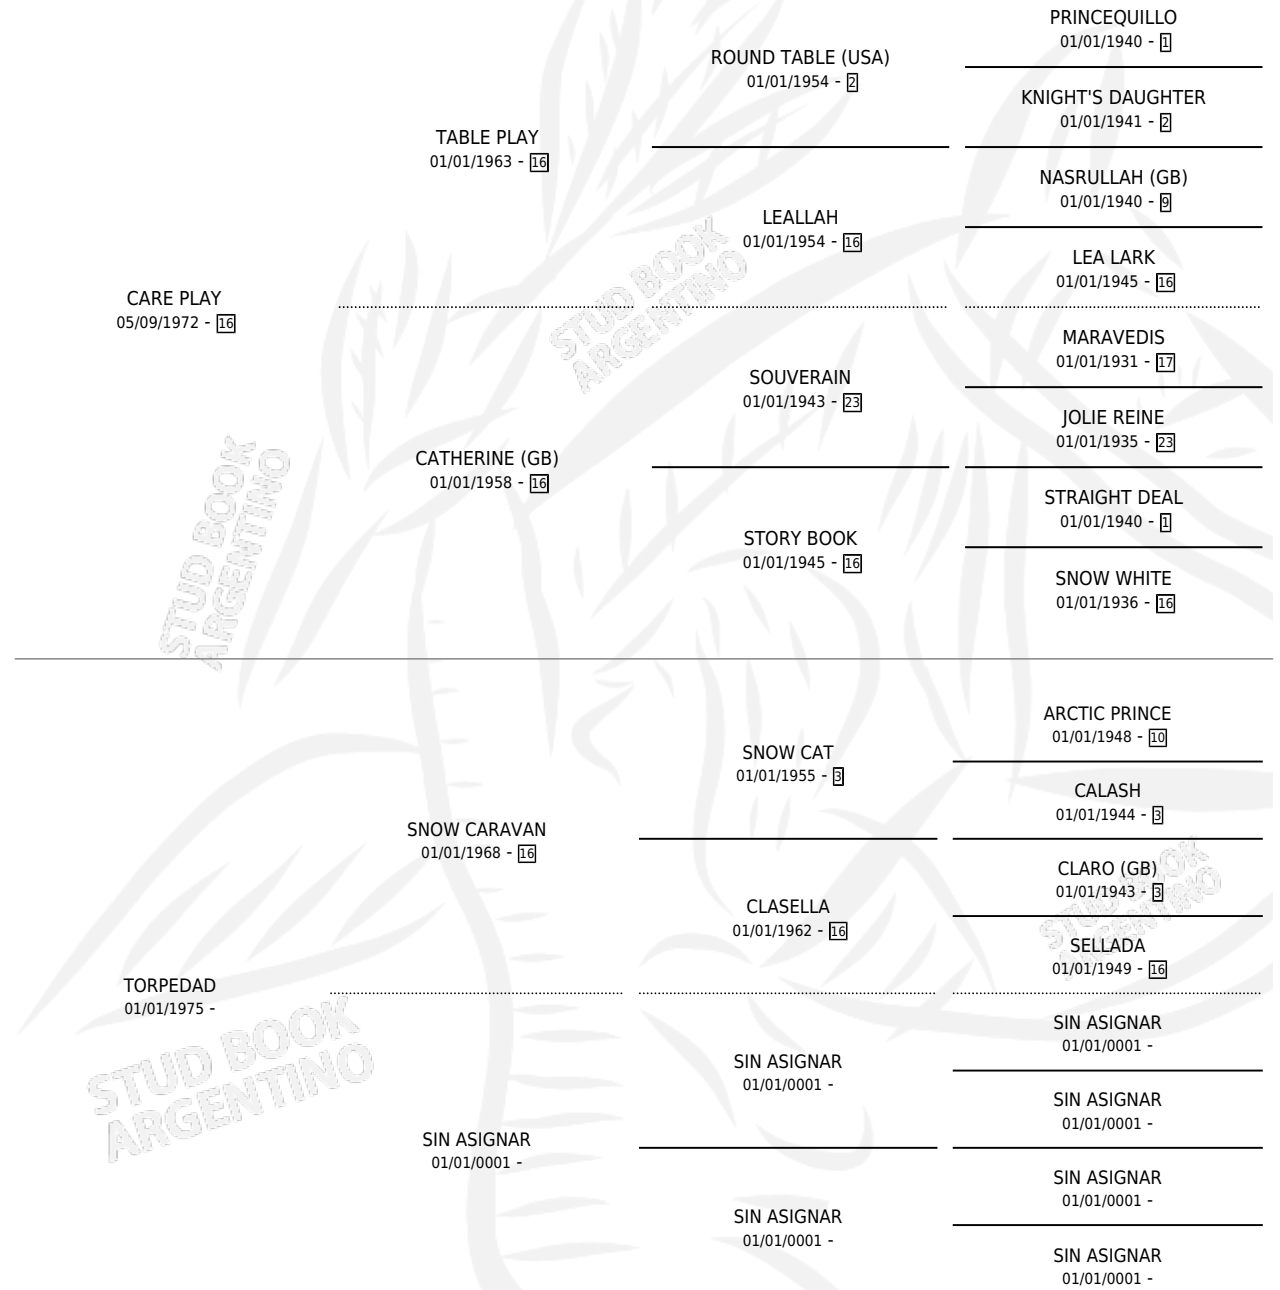 PRINCEQUILLO
01/01/1940 - 1
ROUND TABLE (USA)
01/01/1954 - 2
KNIGHT'S DAUGHTER
01/01/1941 - 2
TABLE PLAY
01/01/1963 - 16
NASRULLAH (GB)
01/01/1940 - 9
LEALLAH
01/01/1954 - 16
LEA LARK
01/01/1945 - 16
CARE PLAY
05/09/1972 - 16
MARAVEDIS
01/01/1931 - 17
SOUVERAIN
01/01/1943 - 23
JOLIE REINE
01/01/1935 - 23
CATHERINE (GB)
01/01/1958 - 16
STRAIGHT DEAL
01/01/1940 - 1
STORY BOOK
01/01/1945 - 16
SNOW WHITE
01/01/1936 - 16
STUD BOOK
ARGENTINO
STUD BOOK
ARGENTINO
ARCTIC PRINCE
01/01/1948 - 10
SNOW CAT
01/01/1955 - 3
CALASH
01/01/1944 - 3
SNOW CARAVAN
01/01/1968 - 16
CLARO (GB)
01/01/1943 - 3
CLASELLA
01/01/1962 - 16
SELLADA
01/01/1949 - 16
STUD BOOK
ARGENTINO
TORPEDAD
01/01/1975 -
SIN ASIGNAR
01/01/0001 -
SIN ASIGNAR
01/01/0001 -
SIN ASIGNAR
01/01/0001 -
STUD BOOK
ARGENTINO
SIN ASIGNAR
01/01/0001 -
SIN ASIGNAR
01/01/0001 -
SIN ASIGNAR
01/01/0001 -
SIN ASIGNAR
01/01/0001 -